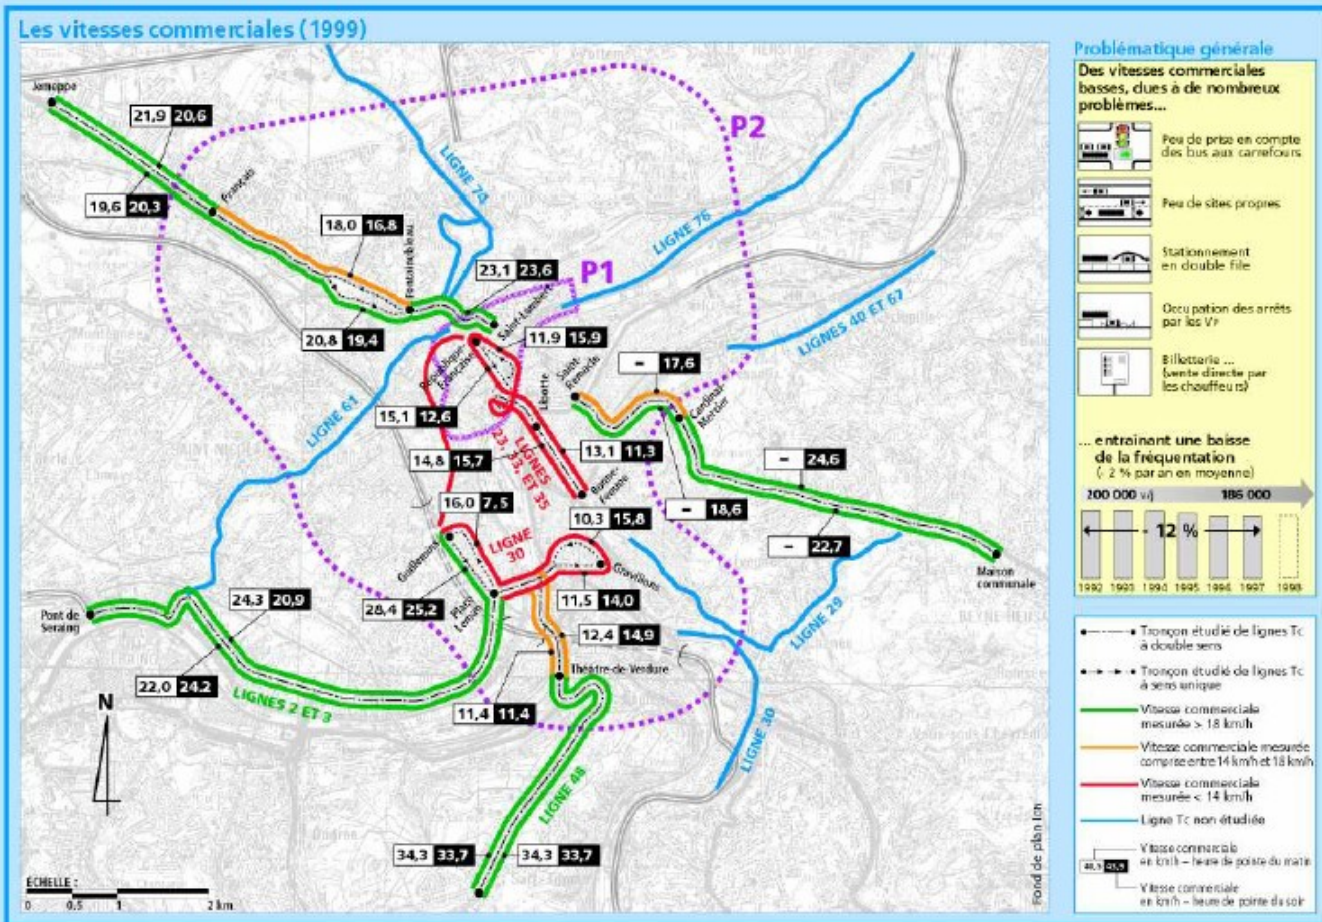 Les vitesses commerciales (1999)
Jemeppe
21,9 20,6
19,6 20,3
Français
18,0 16,8
Fontainebleau
20,8 19,4
23,1 23,6
Saint-Lambert
P1
P2
LIGNE 74
LIGNE 76
LIGNES 40 ET 67
LIGNE 61
République-
Française
11,9 15,9
15,1 12,6
Libotte
Saint-
Remacle
- 17,6
Cardinal-
Mercier
14,8 15,7
LIGNES
23, 33, ET 35
13,1 11,3
Bonne-
Femme
- 24,6
- 18,6
- 22,7
Maison
communale
16,0 7,5
10,3 15,8
LIGNE
30
Guillemins
Gravillons
28,4 25,2
Place
11,5 14,0
12,4 14,9
LIGNE 29
Pont de
Seraing
24,3 20,9
22,0 24,2
LIGNES 2 ET 3
Théâtre-de-Verdure
11,4 11,4
LIGNE 30
LIGNE 48
34,3 33,7
34,3 33,7
N
ÉCHELLE :
0 0,5 1 2 km
Fond de plan Ign
Problématique générale
Des vitesses commerciales
basses, dues à de nombreux
problèmes...
Peu de prise en compte
des bus aux carrefours
Peu de sites propres
Stationnement
en double file
Occupation des arrêts
par les VP
Billetterie ...
(vente directe par
les chauffeurs)
... entraînant une baisse
de la fréquentation
(- 2 % par an en moyenne)
200 000 v/j 186 000
- 12 %
1992 1993 1994 1995 1996 1997 1998
Tronçon étudié de lignes Tc
à double sens
Tronçon étudié de lignes Tc
à sens unique
Vitesse commerciale
mesurée > 18 km/h
Vitesse commerciale mesurée
comprise entre 14 km/h et 18 km/h
Vitesse commerciale
mesurée < 14 km/h
Ligne Tc non étudiée
Vitesse commerciale
en km/h – heure de pointe du matin
Vitesse commerciale
en km/h – heure de pointe du soir